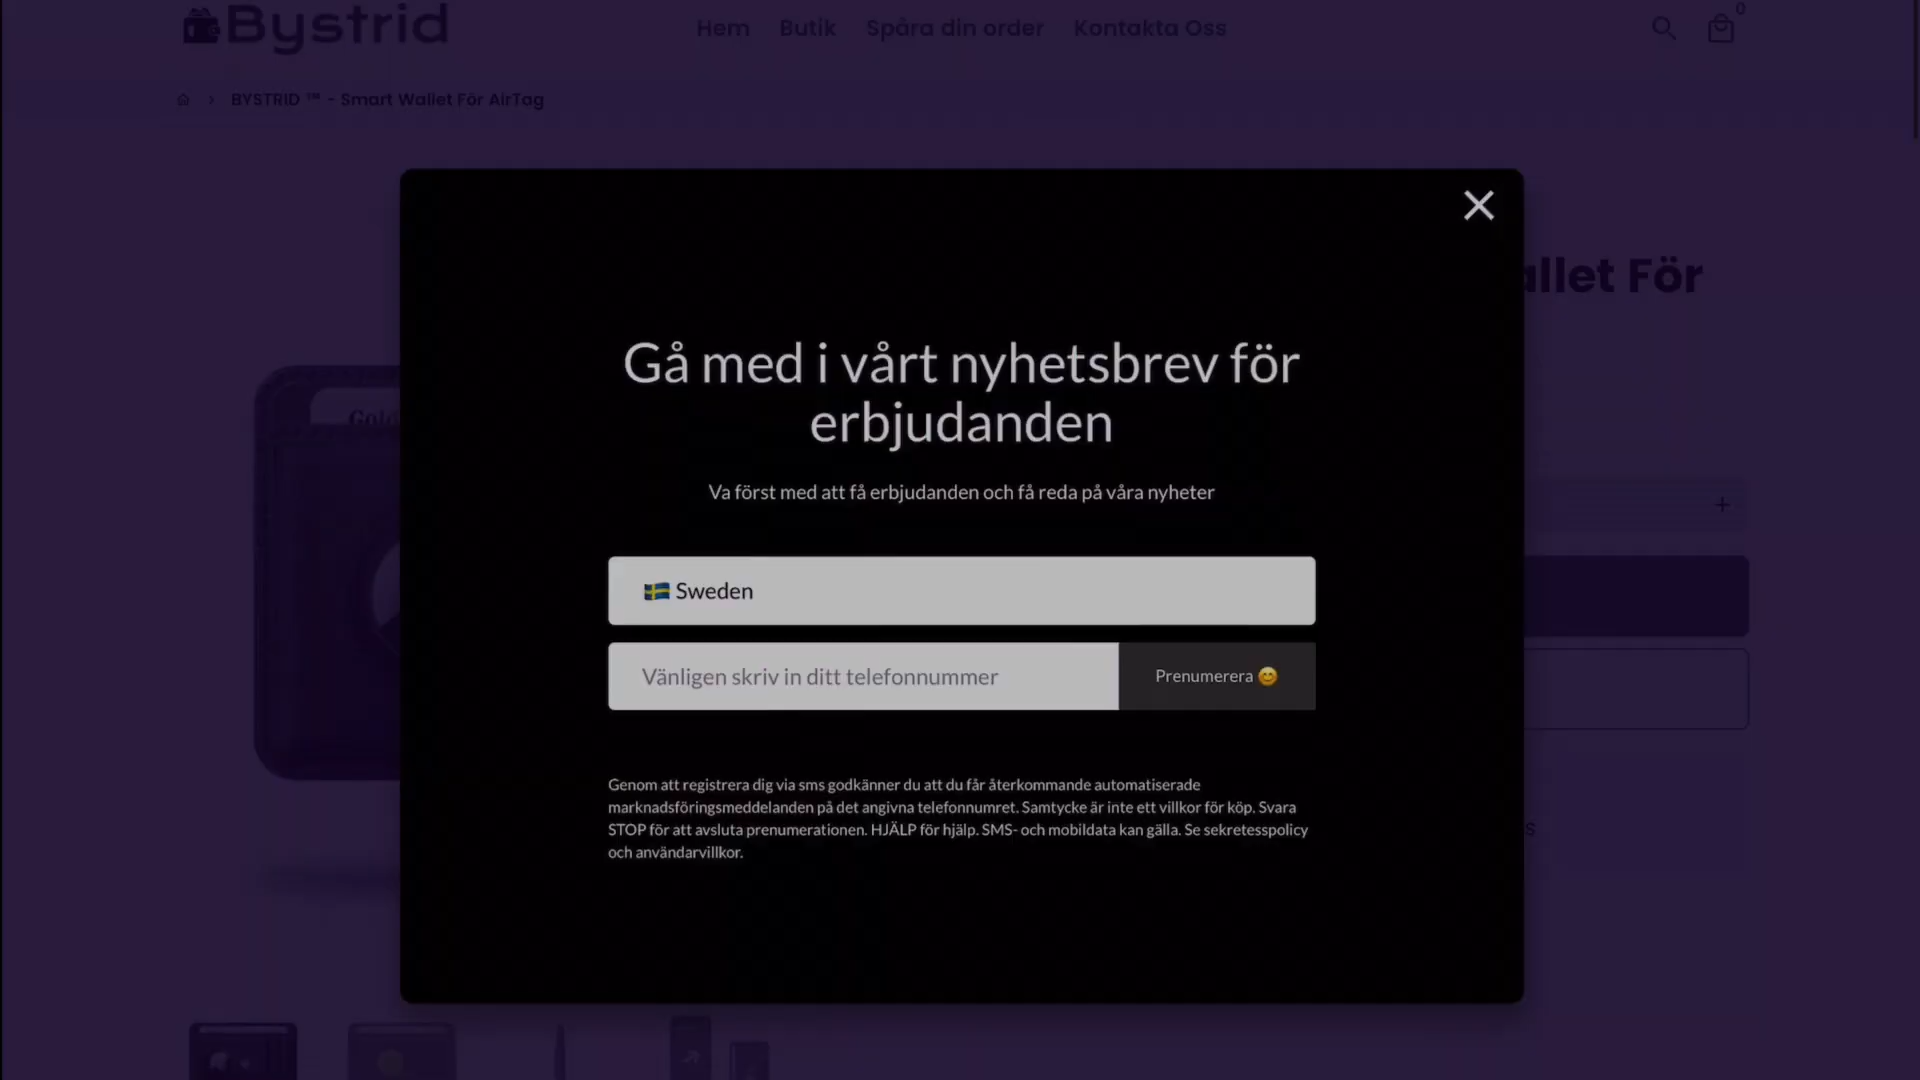 Bystrid
Hem
Butik
Spåra din order
Kontakta Oss
0
BYSTRID ™ - Smart Wallet För AirTag
allet För
Gå med i vårt nyhetsbrev för
erbjudanden
Va först med att få erbjudanden och få reda på våra nyheter
🇸🇪 Sweden
Vänligen skriv in ditt telefonnummer
Prenumerera 😊
Genom att registrera dig via sms godkänner du att du får återkommande automatiserade
marknadsföringsmeddelanden på det angivna telefonnumret. Samtycke är inte ett villkor för köp. Svara
STOP för att avsluta prenumerationen. HJÄLP för hjälp. SMS- och mobildata kan gälla. Se sekretesspolicy
och användarvillkor.